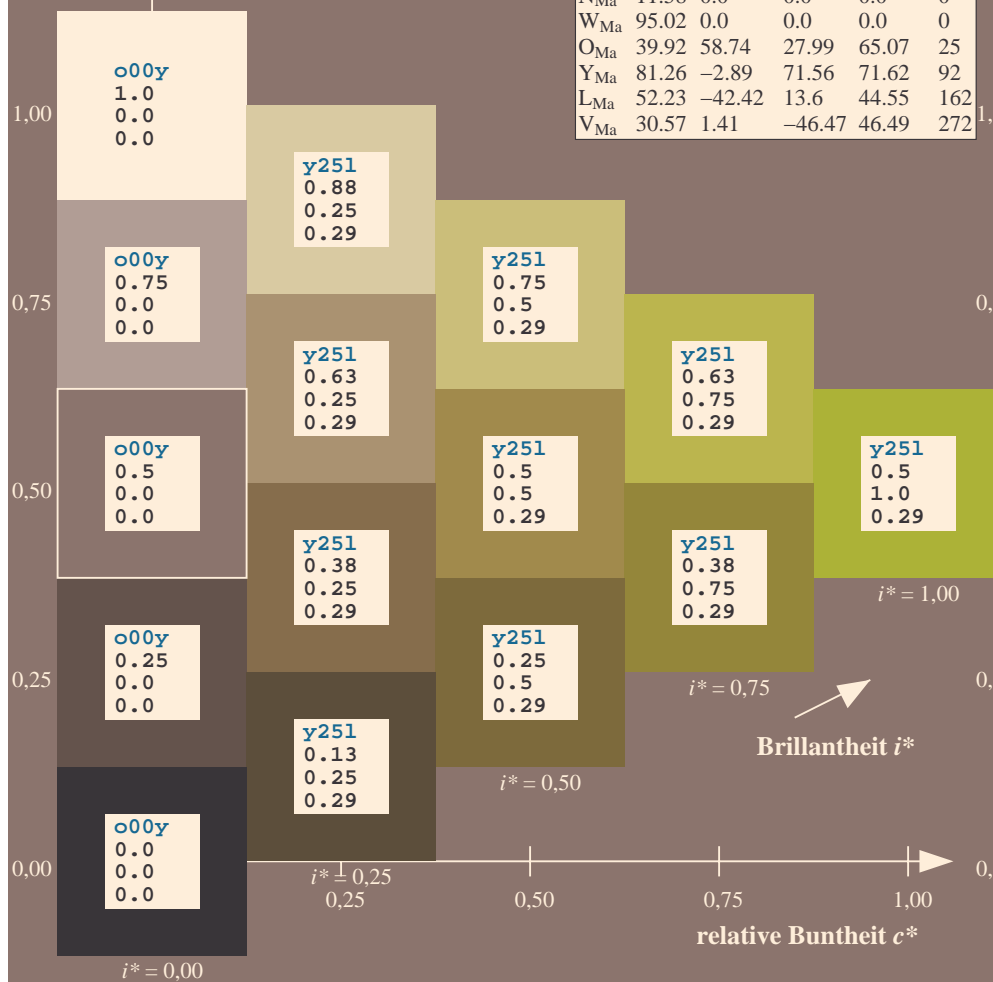 W_Ma 95.02 0.0 0.0 0.0 0
O_Ma 39.92 58.74 27.99 65.07 25
Y_Ma 81.26 −2.89 71.56 71.62 92
L_Ma 52.23 −42.42 13.6 44.55 162
V_Ma 30.57 1.41 −46.47 46.49 272
1,00
o00y
1.0
0.0
0.0
y25l
0.88
0.25
0.29
0,75
o00y
0.75
0.0
0.0
y25l
0.75
0.5
0.29
y25l
0.63
0.25
0.29
y25l
0.63
0.75
0.29
0,50
o00y
0.5
0.0
0.0
y25l
0.5
0.5
0.29
y25l
0.5
1.0
0.29
y25l
0.38
0.25
0.29
y25l
0.38
0.75
0.29
i* = 1,00
0,25
o00y
0.25
0.0
0.0
y25l
0.25
0.5
0.29
i* = 0,75
y25l
0.13
0.25
0.29
Brillantheit i*
i* = 0,50
0,00
o00y
0.0
0.0
0.0
i* = 0,25
0,25 0,50 0,75 1,00
relative Buntheit c*
i* = 0,00